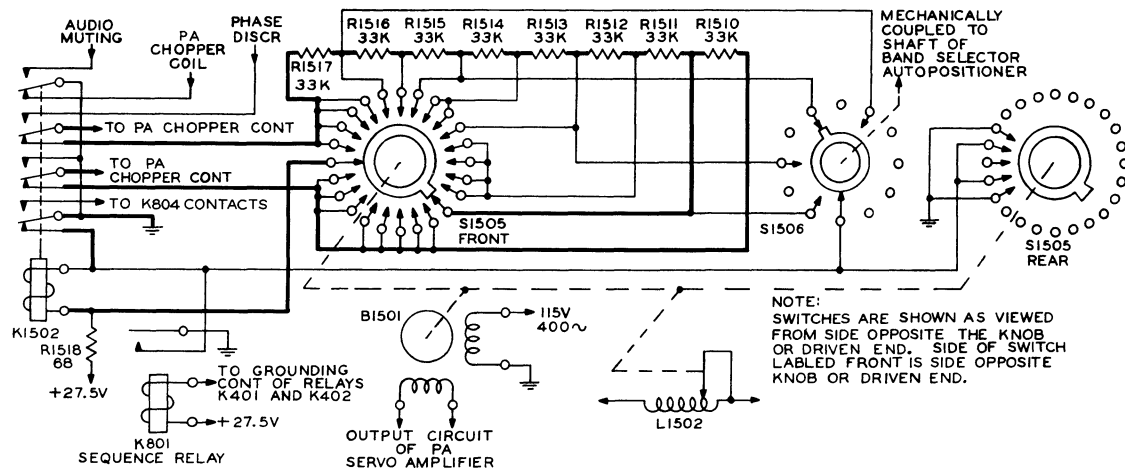 AUDIO
MUTING
PA
CHOPPER
COIL
PHASE
DISCR
R1516
33K
R1515
33K
R1514
33K
R1513
33K
R1512
33K
R1511
33K
R1510
33K
R1517
33K
MECHANICALLY
COUPLED TO
SHAFT OF
BAND SELECTOR
AUTOPOSITIONER
TO PA CHOPPER CONT
TO PA
CHOPPER CONT
TO K804 CONTACTS
S1505
FRONT
S1506
S1505
REAR
K1502
R1518
68
+27.5V
TO GROUNDING
CONT OF RELAYS
K401 AND K402
+27.5V
K801
SEQUENCE RELAY
B1501
115V
400~
OUTPUT CIRCUIT
OF PA
SERVO AMPLIFIER
L1502
NOTE:
SWITCHES ARE SHOWN AS VIEWED
FROM SIDE OPPOSITE THE KNOB
OR DRIVEN END. SIDE OF SWITCH
LABLED FRONT IS SIDE OPPOSITE
KNOB OR DRIVEN END.